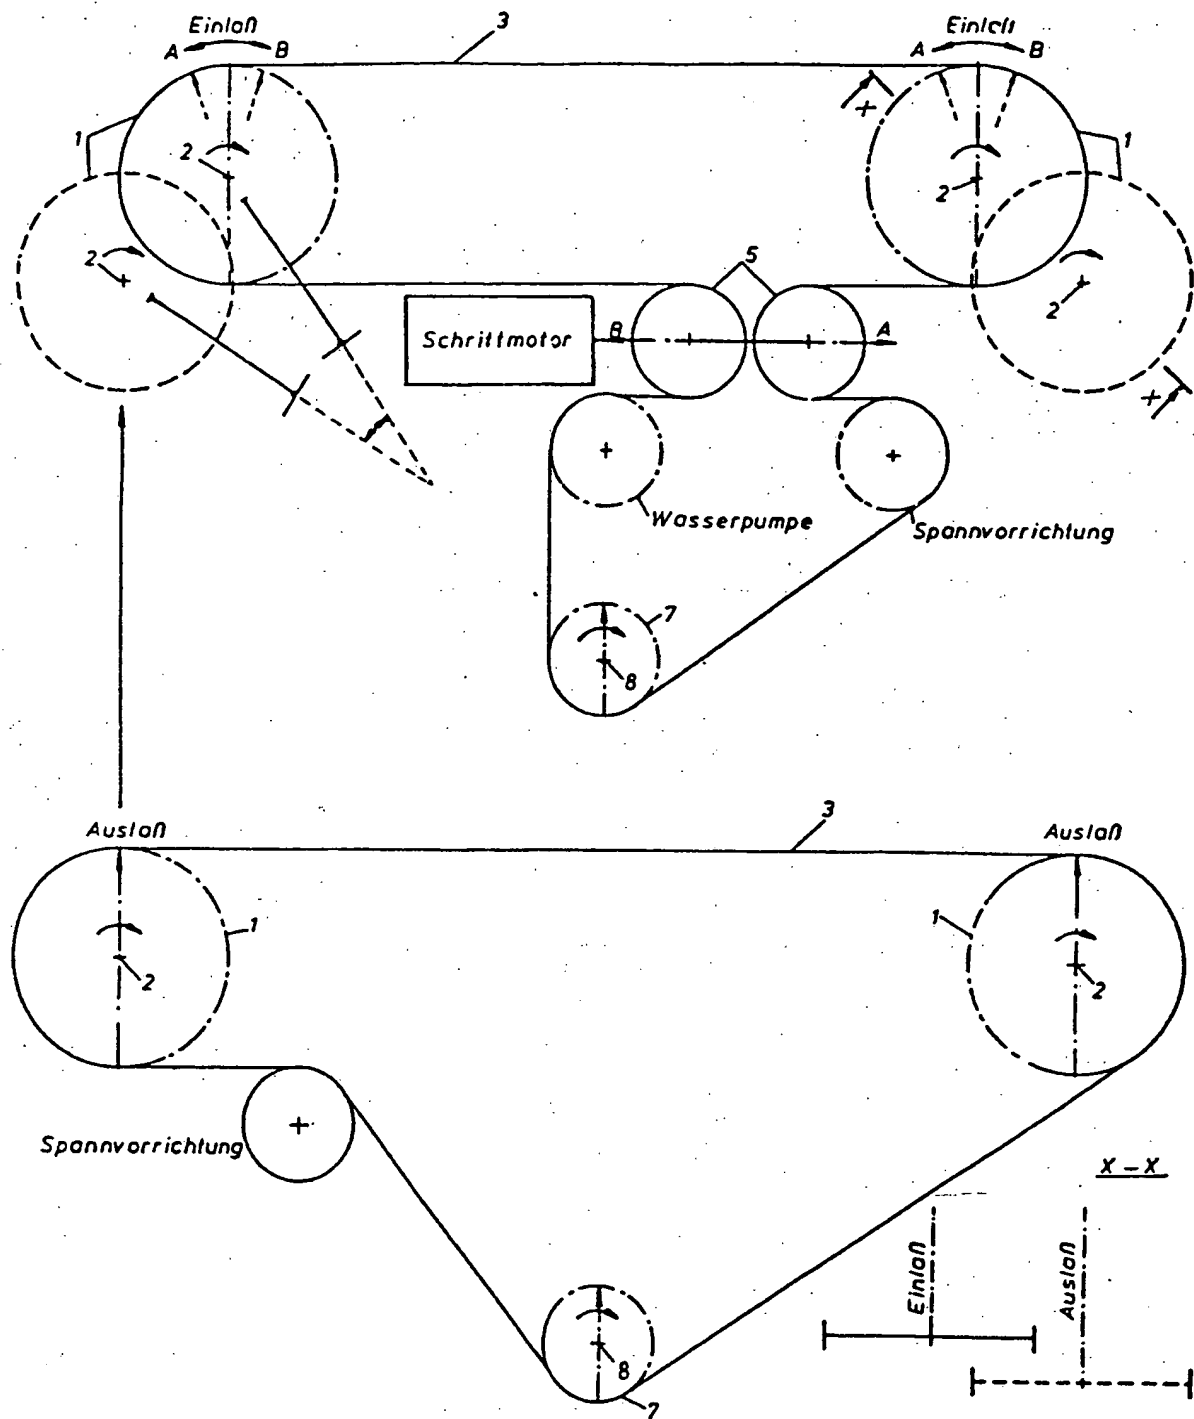 Einlaß
A B
3
Einlaß
A B
1
2
2
1
2
2
5
Schrittmotor
B A
X
X
Wasserpumpe
Spannvorrichtung
7
8
Auslaß
3
Auslaß
1
2
1
2
Spannvorrichtung
X - X
Einlaß
Auslaß
8
7